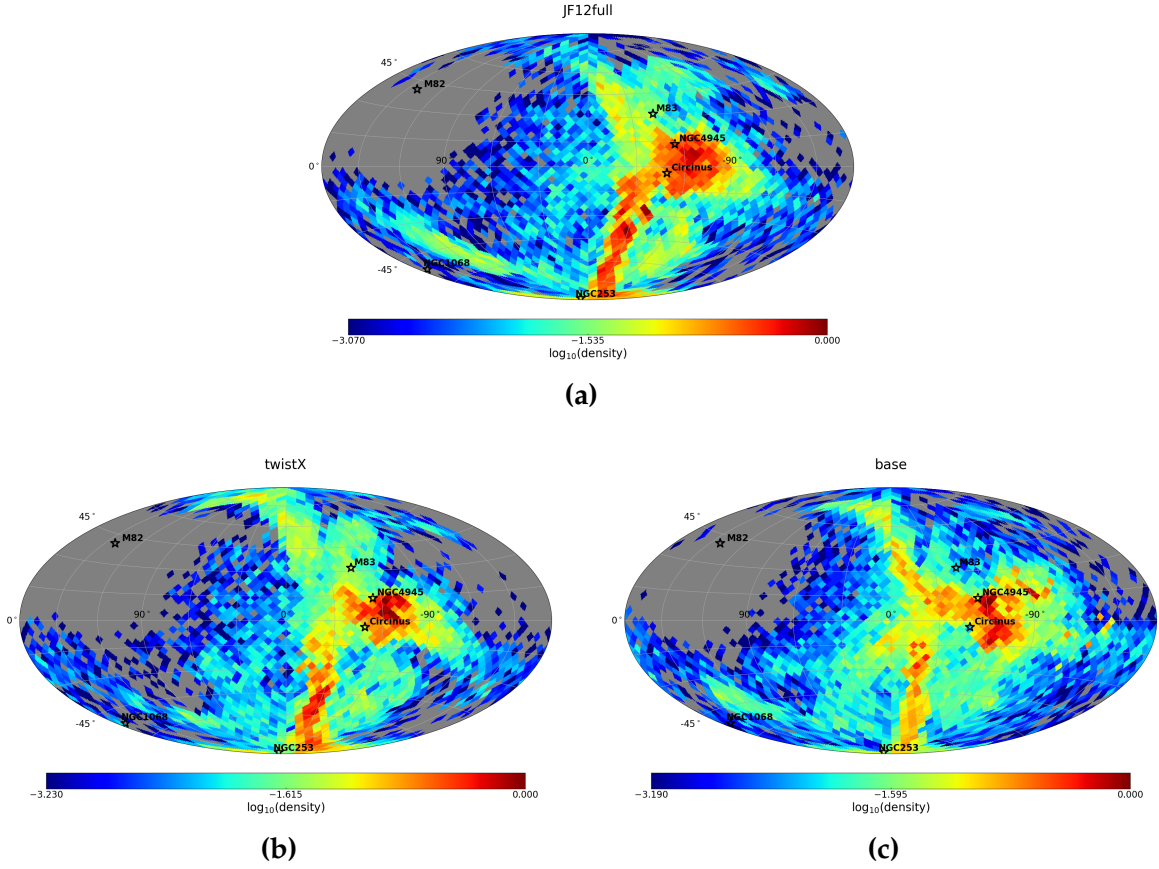 JF12full
45°
M82
M83
NGC4945
90
0°
-90°
0°
Circinus
-45°
NGC1068
NGC253
−3.070 −1.535 0.000
log10(density)
(a)
twistX
45°
M82
M83
NGC4945
90°
0°
-90°
0°
Circinus
-45°
NGC1068
NGC253
−3.230 −1.615 0.000
log10(density)
(b)
base
45°
M82
M83
NGC4945
90
0°
-90°
0°
Circinus
-45°
NGC1068
NGC253
−3.190 −1.595 0.000
log10(density)
(c)